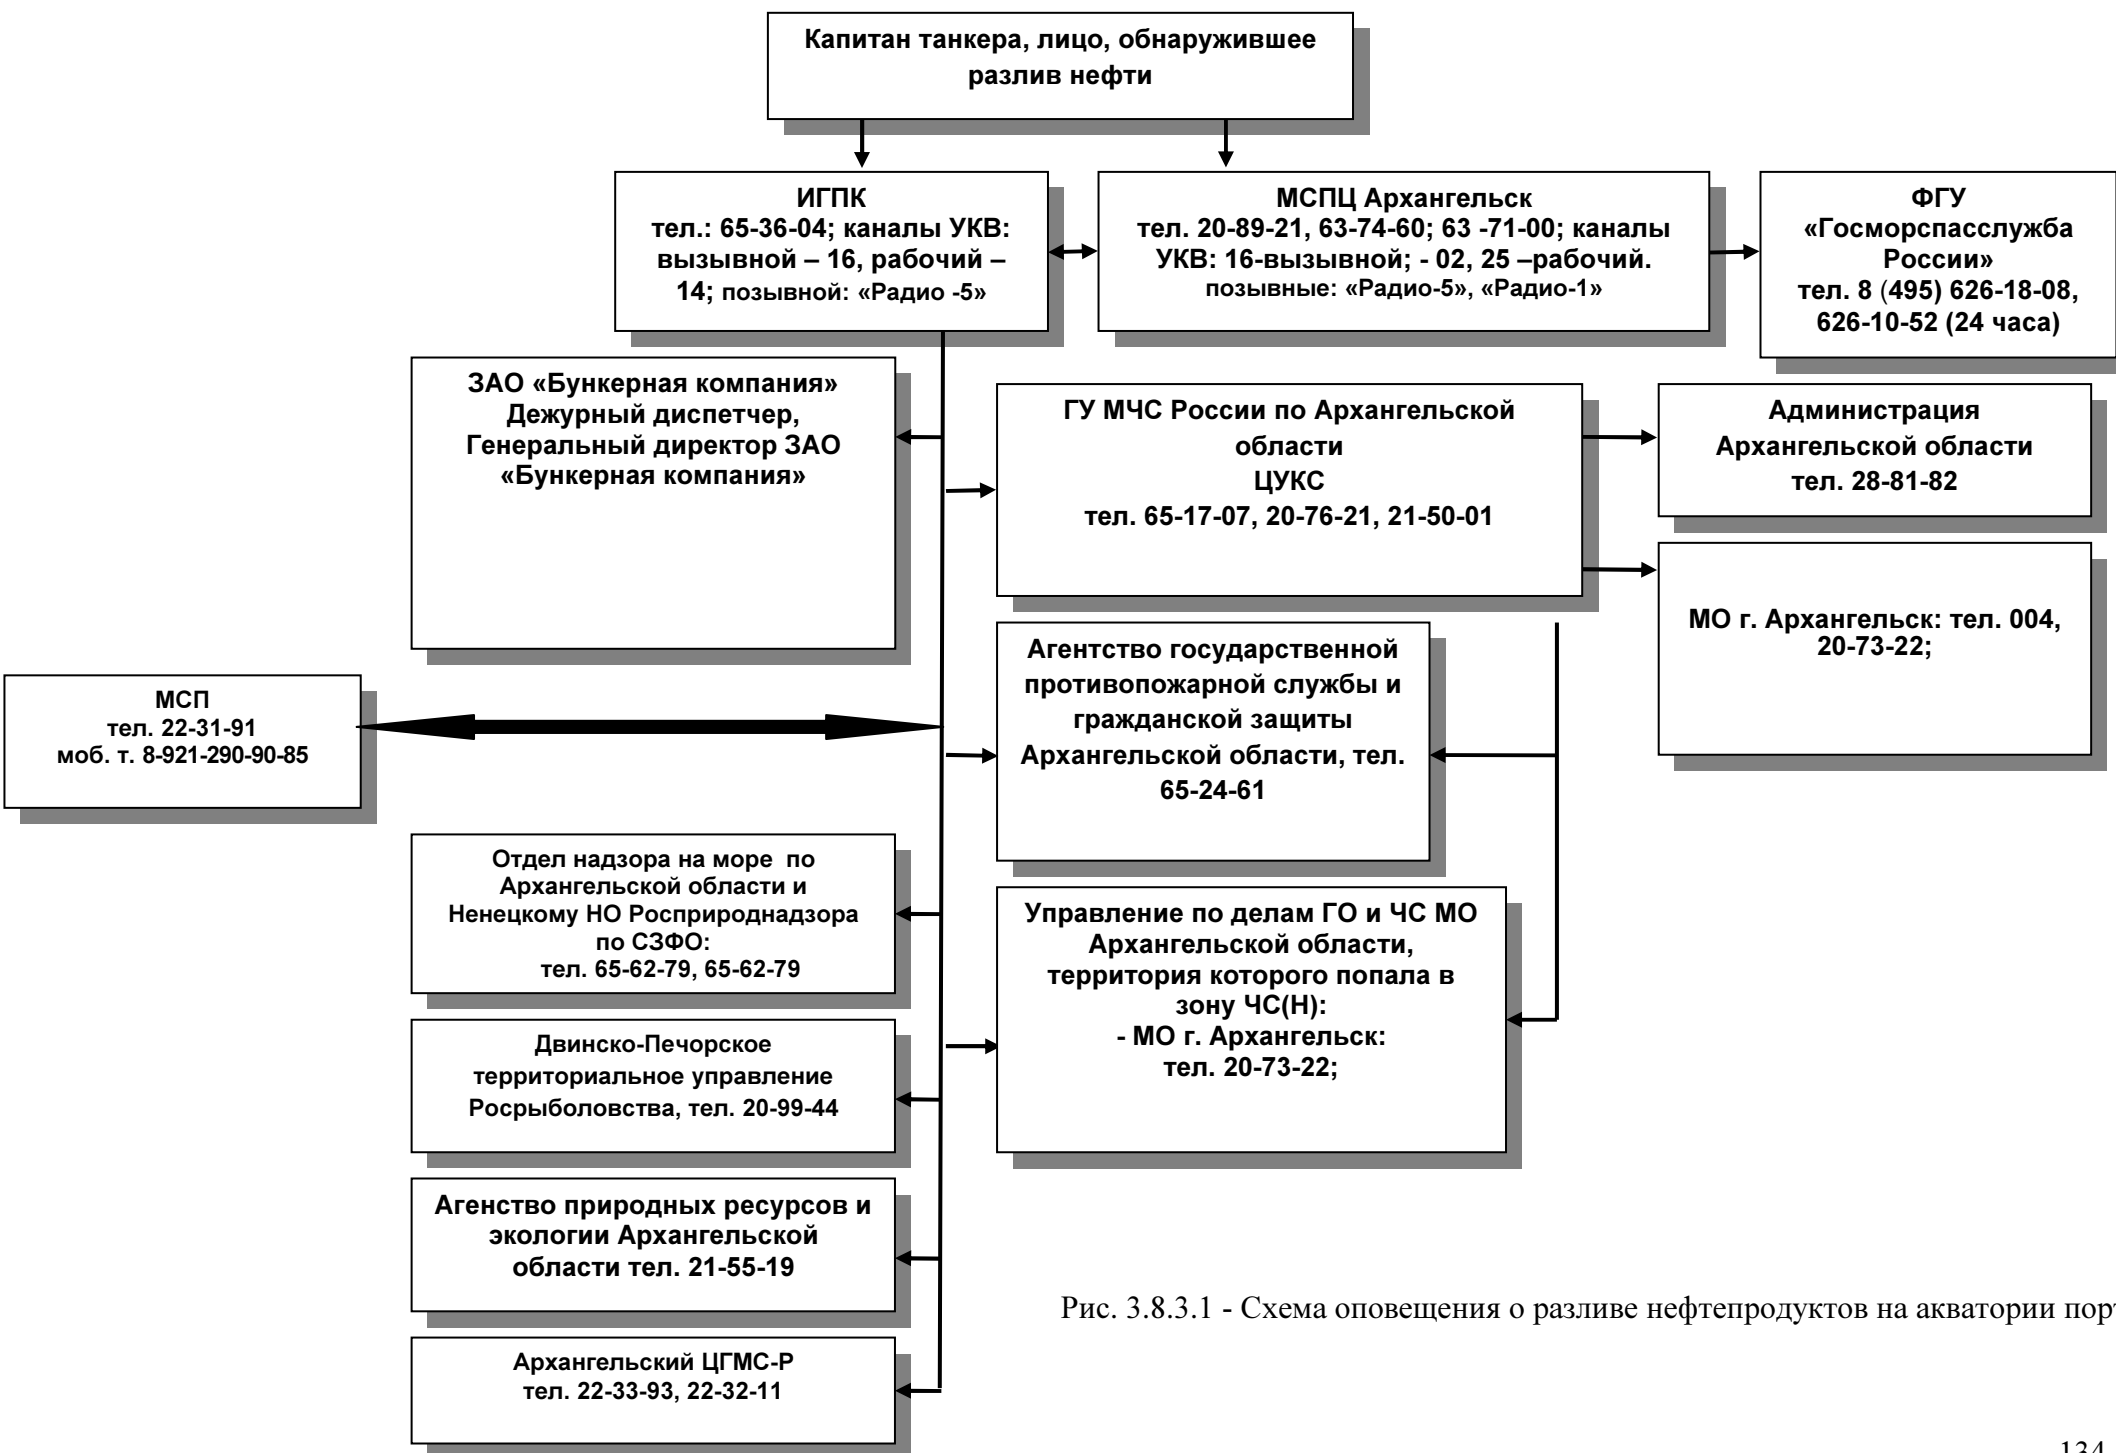 Капитан танкера, лицо, обнаружившее
разлив нефти
ИГПК
тел.: 65-36-04; каналы УКВ:
вызывной – 16, рабочий –
14; позывной: «Радио -5»
МСПЦ Архангельск
тел. 20-89-21, 63-74-60; 63 -71-00; каналы
УКВ: 16-вызывной; - 02, 25 –рабочий.
позывные: «Радио-5», «Радио-1»
ФГУ
«Госморспасслужба
России»
тел. 8 (495) 626-18-08,
626-10-52 (24 часа)
ЗАО «Бункерная компания»
Дежурный диспетчер,
Генеральный директор ЗАО
«Бункерная компания»
ГУ МЧС России по Архангельской
области
ЦУКС
тел. 65-17-07, 20-76-21, 21-50-01
Администрация
Архангельской области
тел. 28-81-82
МО г. Архангельск: тел. 004,
20-73-22;
Агентство государственной
противопожарной службы и
гражданской защиты
Архангельской области, тел.
65-24-61
МСП
тел. 22-31-91
моб. т. 8-921-290-90-85
Отдел надзора на море по
Архангельской области и
Ненецкому НО Росприроднадзора
по СЗФО:
тел. 65-62-79, 65-62-79
Управление по делам ГО и ЧС МО
Архангельской области,
территория которого попала в
зону ЧС(Н):
- МО г. Архангельск:
тел. 20-73-22;
Двинско-Печорское
территориальное управление
Росрыболовства, тел. 20-99-44
Агенство природных ресурсов и
экологии Архангельской
области тел. 21-55-19
Архангельский ЦГМС-Р
тел. 22-33-93, 22-32-11
Рис. 3.8.3.1 - Схема оповещения о разливе нефтепродуктов на акватории
134